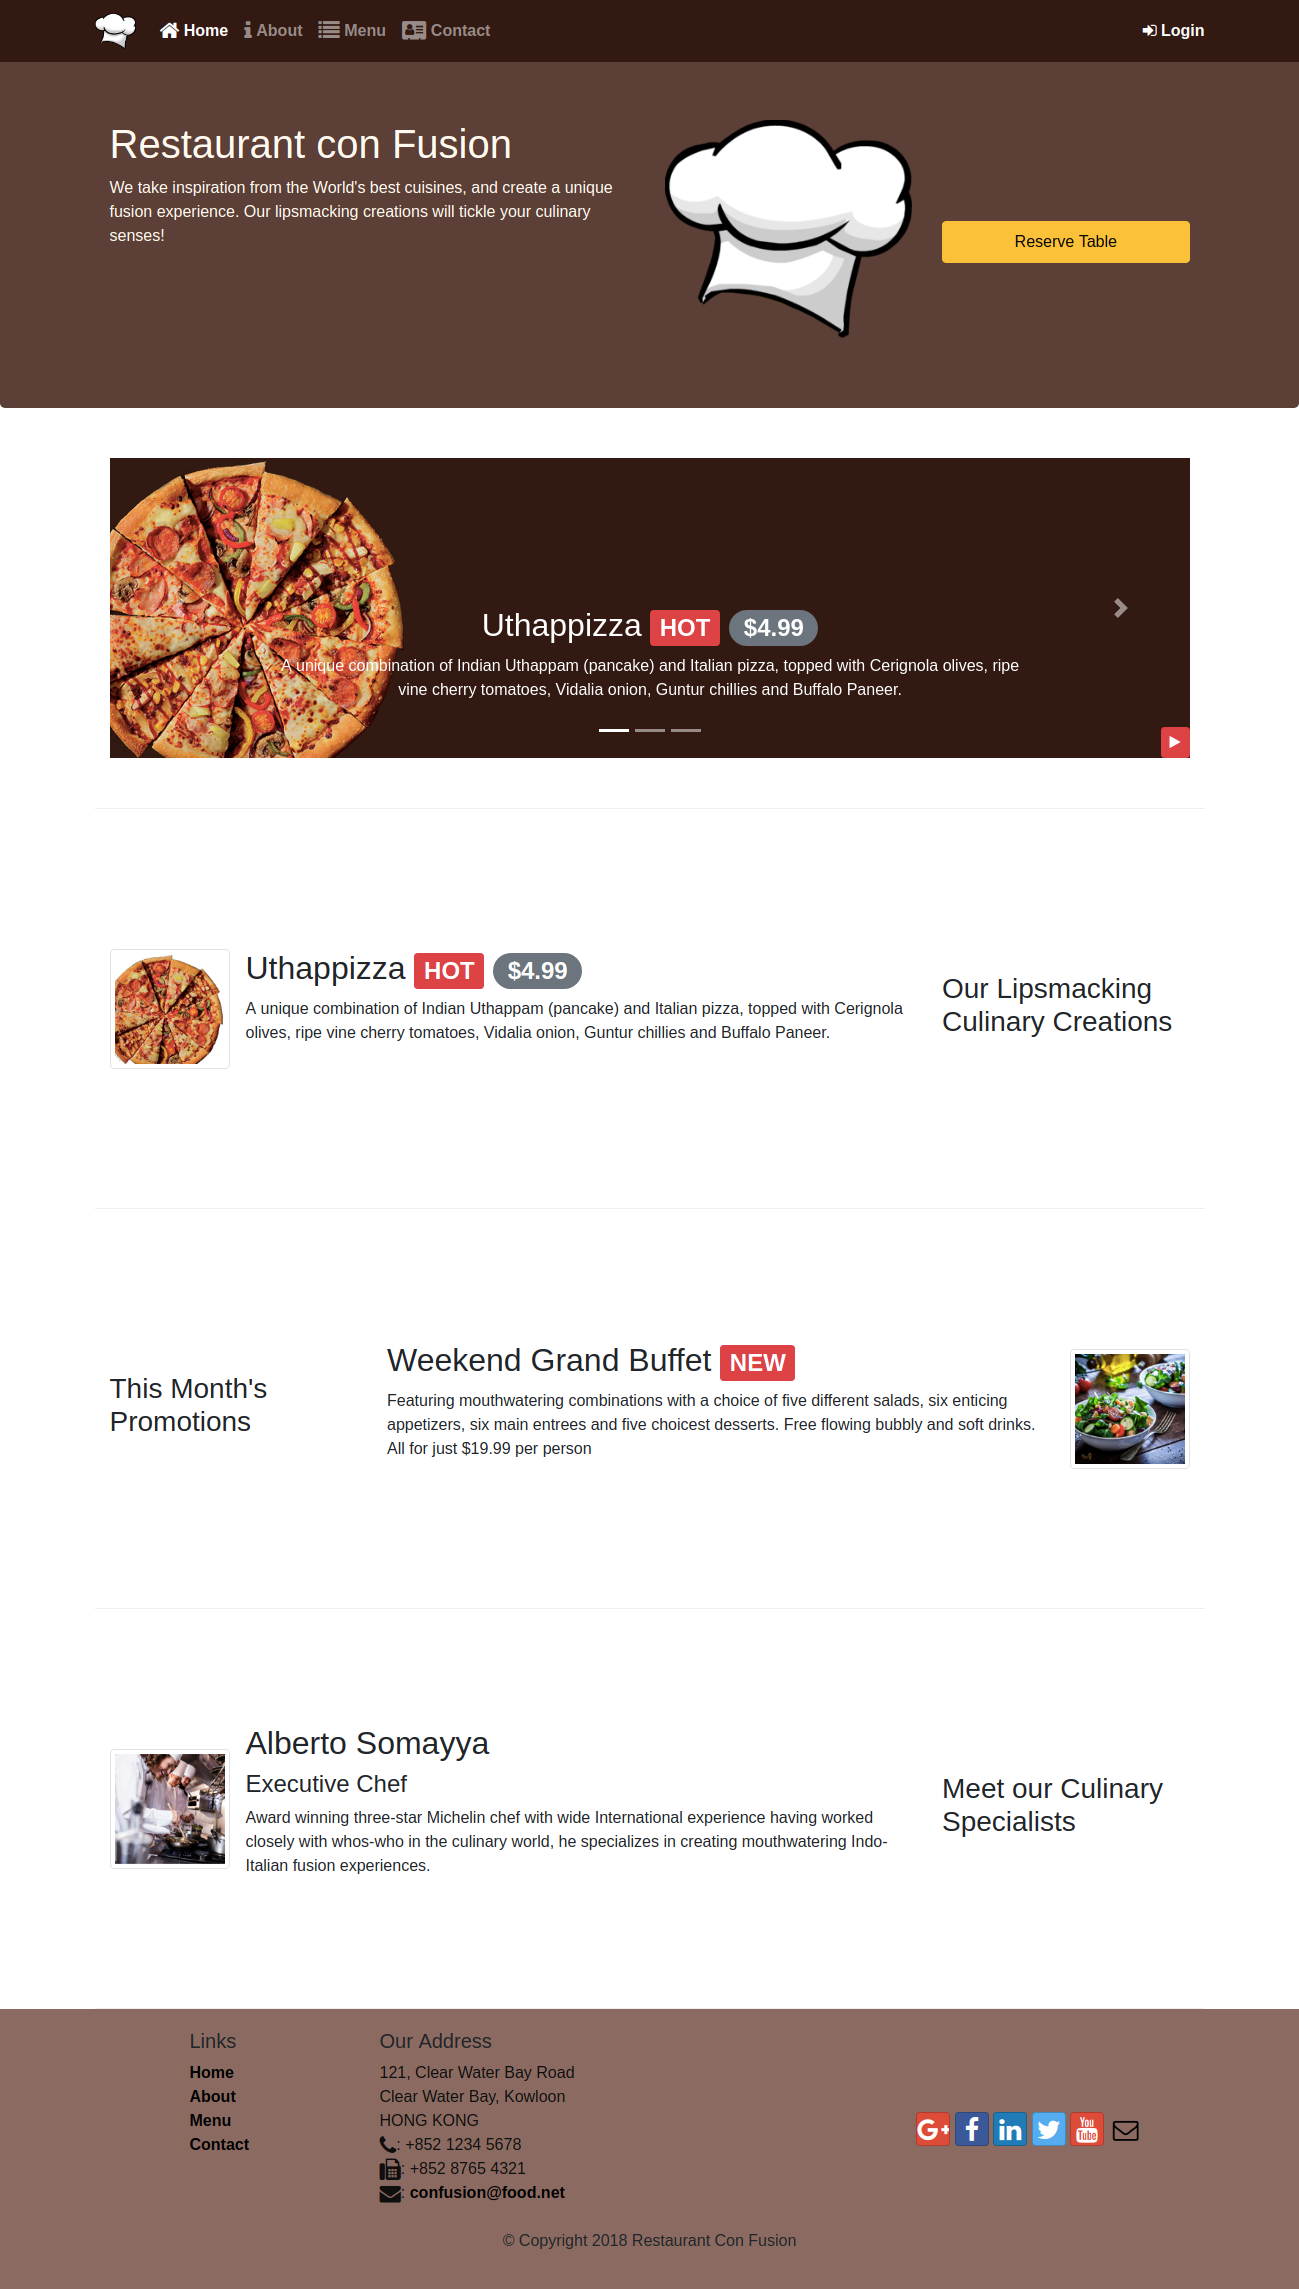 Home About Menu Contact Login
Restaurant con Fusion
We take inspiration from the World's best cuisines, and create a unique
fusion experience. Our lipsmacking creations will tickle your culinary
senses!
Reserve Table
Uthappizza HOT $4.99
A unique combination of Indian Uthappam (pancake) and Italian pizza, topped with Cerignola olives, ripe
vine cherry tomatoes, Vidalia onion, Guntur chillies and Buffalo Paneer.
Uthappizza HOT $4.99
A unique combination of Indian Uthappam (pancake) and Italian pizza, topped with Cerignola
olives, ripe vine cherry tomatoes, Vidalia onion, Guntur chillies and Buffalo Paneer.
Our Lipsmacking
Culinary Creations
This Month's
Promotions
Weekend Grand Buffet NEW
Featuring mouthwatering combinations with a choice of five different salads, six enticing
appetizers, six main entrees and five choicest desserts. Free flowing bubbly and soft drinks.
All for just $19.99 per person
Alberto Somayya
Executive Chef
Award winning three-star Michelin chef with wide International experience having worked
closely with whos-who in the culinary world, he specializes in creating mouthwatering Indo-
Italian fusion experiences.
Meet our Culinary
Specialists
Links
Home
About
Menu
Contact
Our Address
121, Clear Water Bay Road
Clear Water Bay, Kowloon
HONG KONG
: +852 1234 5678
: +852 8765 4321
: confusion@food.net
G+ f in You Tube
© Copyright 2018 Restaurant Con Fusion